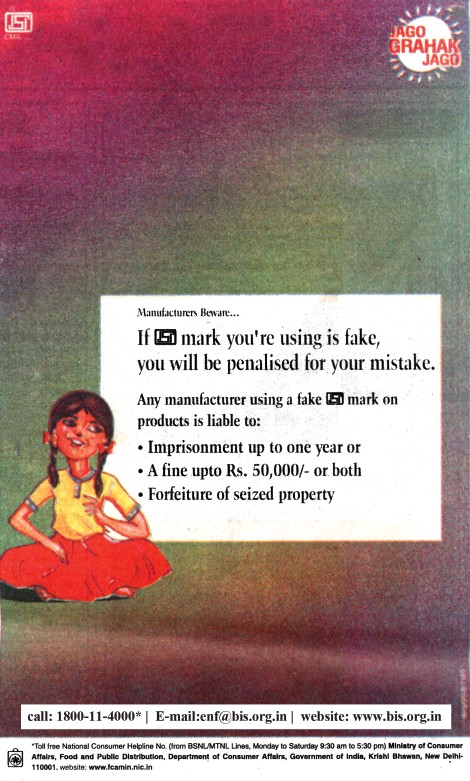 IS
ISI
CM/L
JAGO
GRAHAK
JAGO
Manufacturers Beware...
If ISI mark you're using is fake,
you will be penalised for your mistake.
Any manufacturer using a fake ISI mark on
products is liable to:
• Imprisonment up to one year or
• A fine upto Rs. 50,000/- or both
• Forfeiture of seized property
call: 1800-11-4000* | E-mail:enf@bis.org.in | website: www.bis.org.in
*Toll free National Consumer Helpline No. (from BSNL/MTNL Lines, Monday to Saturday 9:30 am to 5:30 pm) Ministry of Consumer
Affairs, Food and Public Distribution, Department of Consumer Affairs, Government of India, Krishi Bhawan, New Delhi-
110001. website: www.fcamin.nic.in